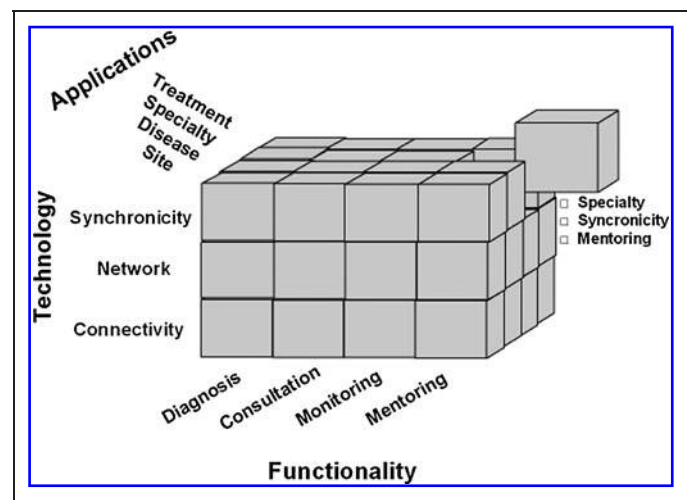 Applications
Treatment
Specialty
Disease
Site
Technology
Synchronicity
Network
Connectivity
Specialty
Syncronicity
Mentoring
Diagnosis
Consultation
Monitoring
Mentoring
Functionality